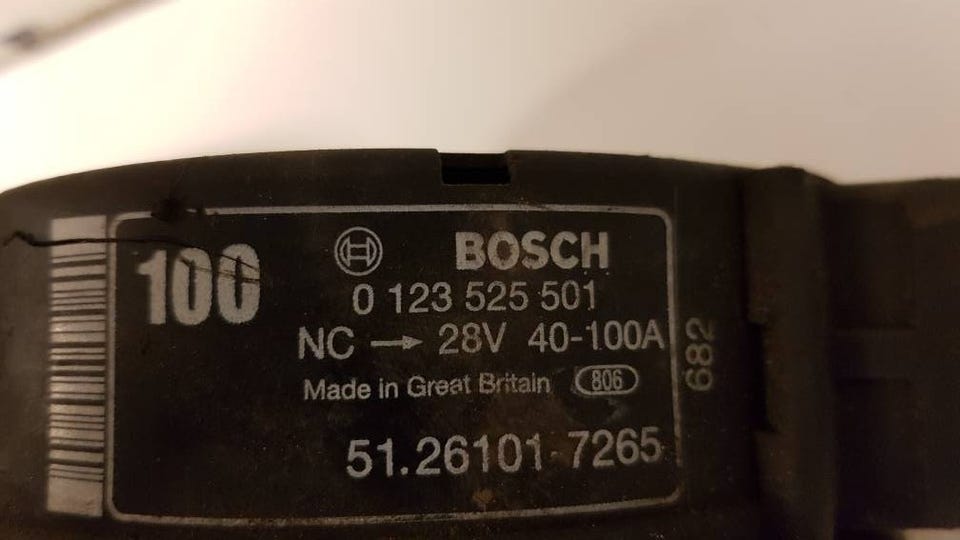 100
BOSCH
0 123 525 501
NC → 28V 40-100A
Made in Great Britain 806
51.26101-7265
682